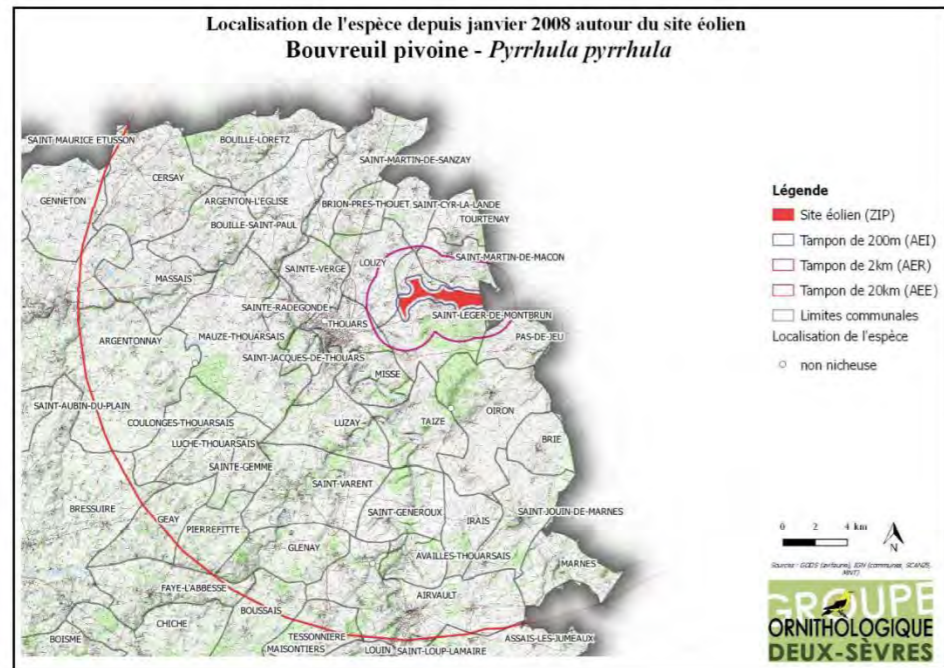 Localisation de l'espèce depuis janvier 2008 autour du site éolien
Bouvreuil pivoine - Pyrrhula pyrrhula
SAINT MAURICE ETUSSON
BOUILLE-LORETZ
SAINT-MARTIN-DE-SANZAY
CERSAY
GENNETON
ARGENTON-L'EGLISE
BRION-PRES-THOUET
SAINT-CYR-LA-LANDE
TOURTENAY
BOUILLE-SAINT-PAUL
SAINT-MARTIN-DE-MACON
LOUZY
SAINTE-VERGE
MASSAIS
SAINTE-RADEGONDE
SAINT-LEGER-DE-MONTBRUN
THOUARS
ARGENTONNAY
MAUZE-THOUARSAIS
PAS-DE-JEU
SAINT-JACQUES-DE-THOUARS
MISSE
SAINT-AUBIN-DU-PLAIN
OIRON
COULONGES-THOUARSAIS
LUZAY
TAIZE
LUCHE-THOUARSAIS
BRIE
SAINTE-GEMME
SAINT-VARENT
BRESSUIRE
GEAY
SAINT-GENEROUX
IRAIS
SAINT-JOUIN-DE-MARNES
PIERREFITTE
GLENAY
AVAILLES-THOUARSAIS
MARNES
FAYE-L'ABBESSE
AIRVAULT
BOUSSAIS
CHICHE
BOISME
TESSONNIERE
ASSAIS-LES-JUMEAUX
MAISONTIERS
LOUIN
SAINT-LOUP-LAMAIRE
Légende
Site éolien (ZIP)
Tampon de 200m (AEI)
Tampon de 2km (AER)
Tampon de 20km (AEE)
Limites communales
Localisation de l'espèce
non nicheuse
0 2 4 km
N
Sources : GODS (avifaune), IGN (communes, SCAN25, MNT)
GROUPE
ORNITHOLOGIQUE
DEUX-SÈVRES